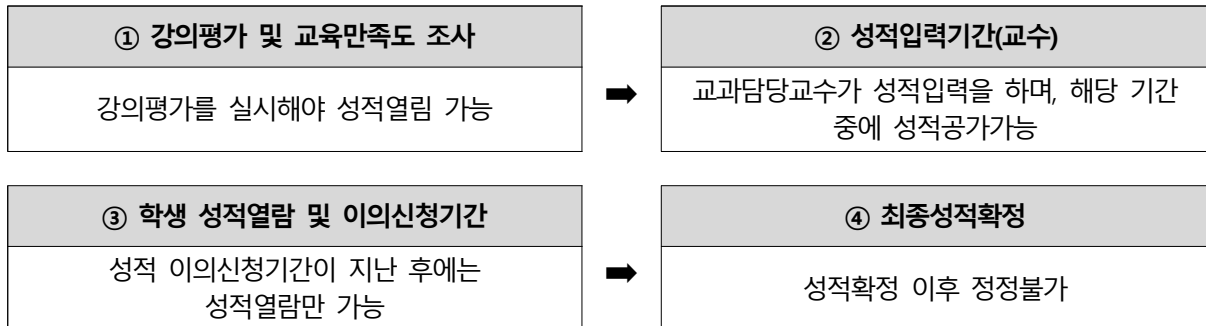 ① 강의평가 및 교육만족도 조사
강의평가를 실시해야 성적열림 가능
➡
② 성적입력기간(교수)
교과담당교수가 성적입력을 하며, 해당 기간
중에 성적공가가능
③ 학생 성적열람 및 이의신청기간
성적 이의신청기간이 지난 후에는
성적열람만 가능
➡
④ 최종성적확정
성적확정 이후 정정불가